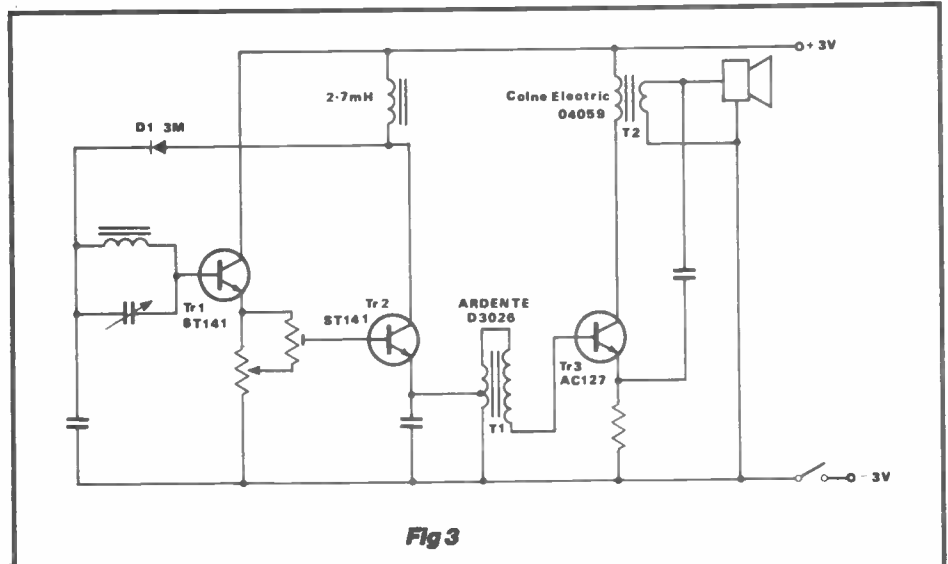 + 3V
2·7mH
Colne Electric
04059
T2
D1 3M
Tr1
ST141
Tr2
ST141
ARDENTE
D3026
T1
Tr3
AC127
- 3V
Fig 3